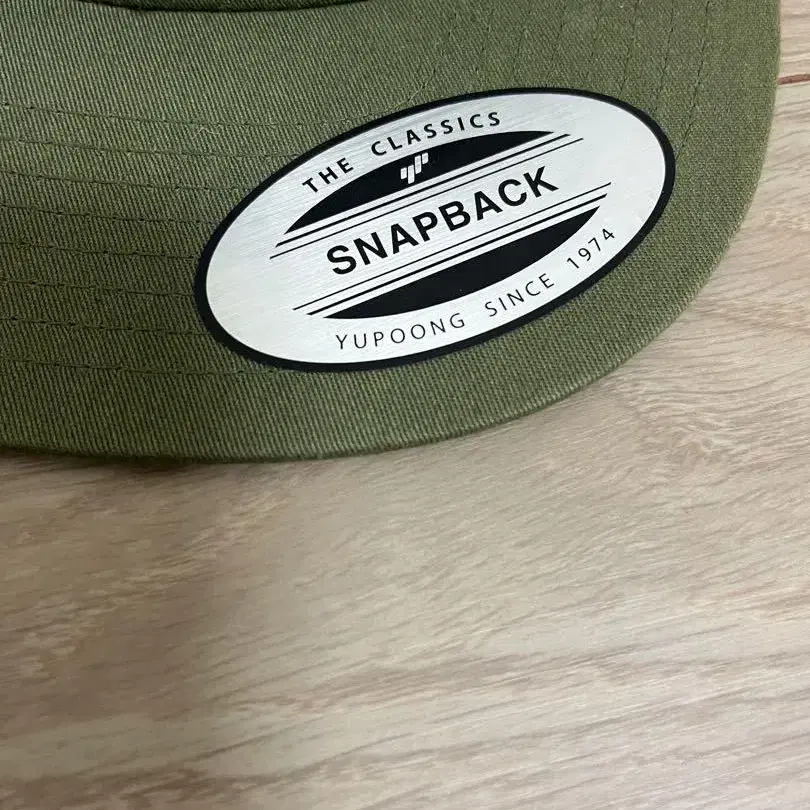 THE CLASSICS
SNAPBACK
YUPOONG SINCE 1974